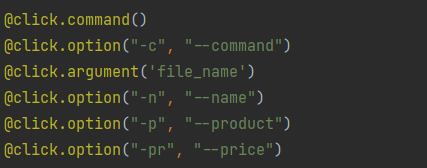 @click.command()
@click.option("-c", "--command")
@click.argument('file_name')
@click.option("-n", "--name")
@click.option("-p", "--product")
@click.option("-pr", "--price")